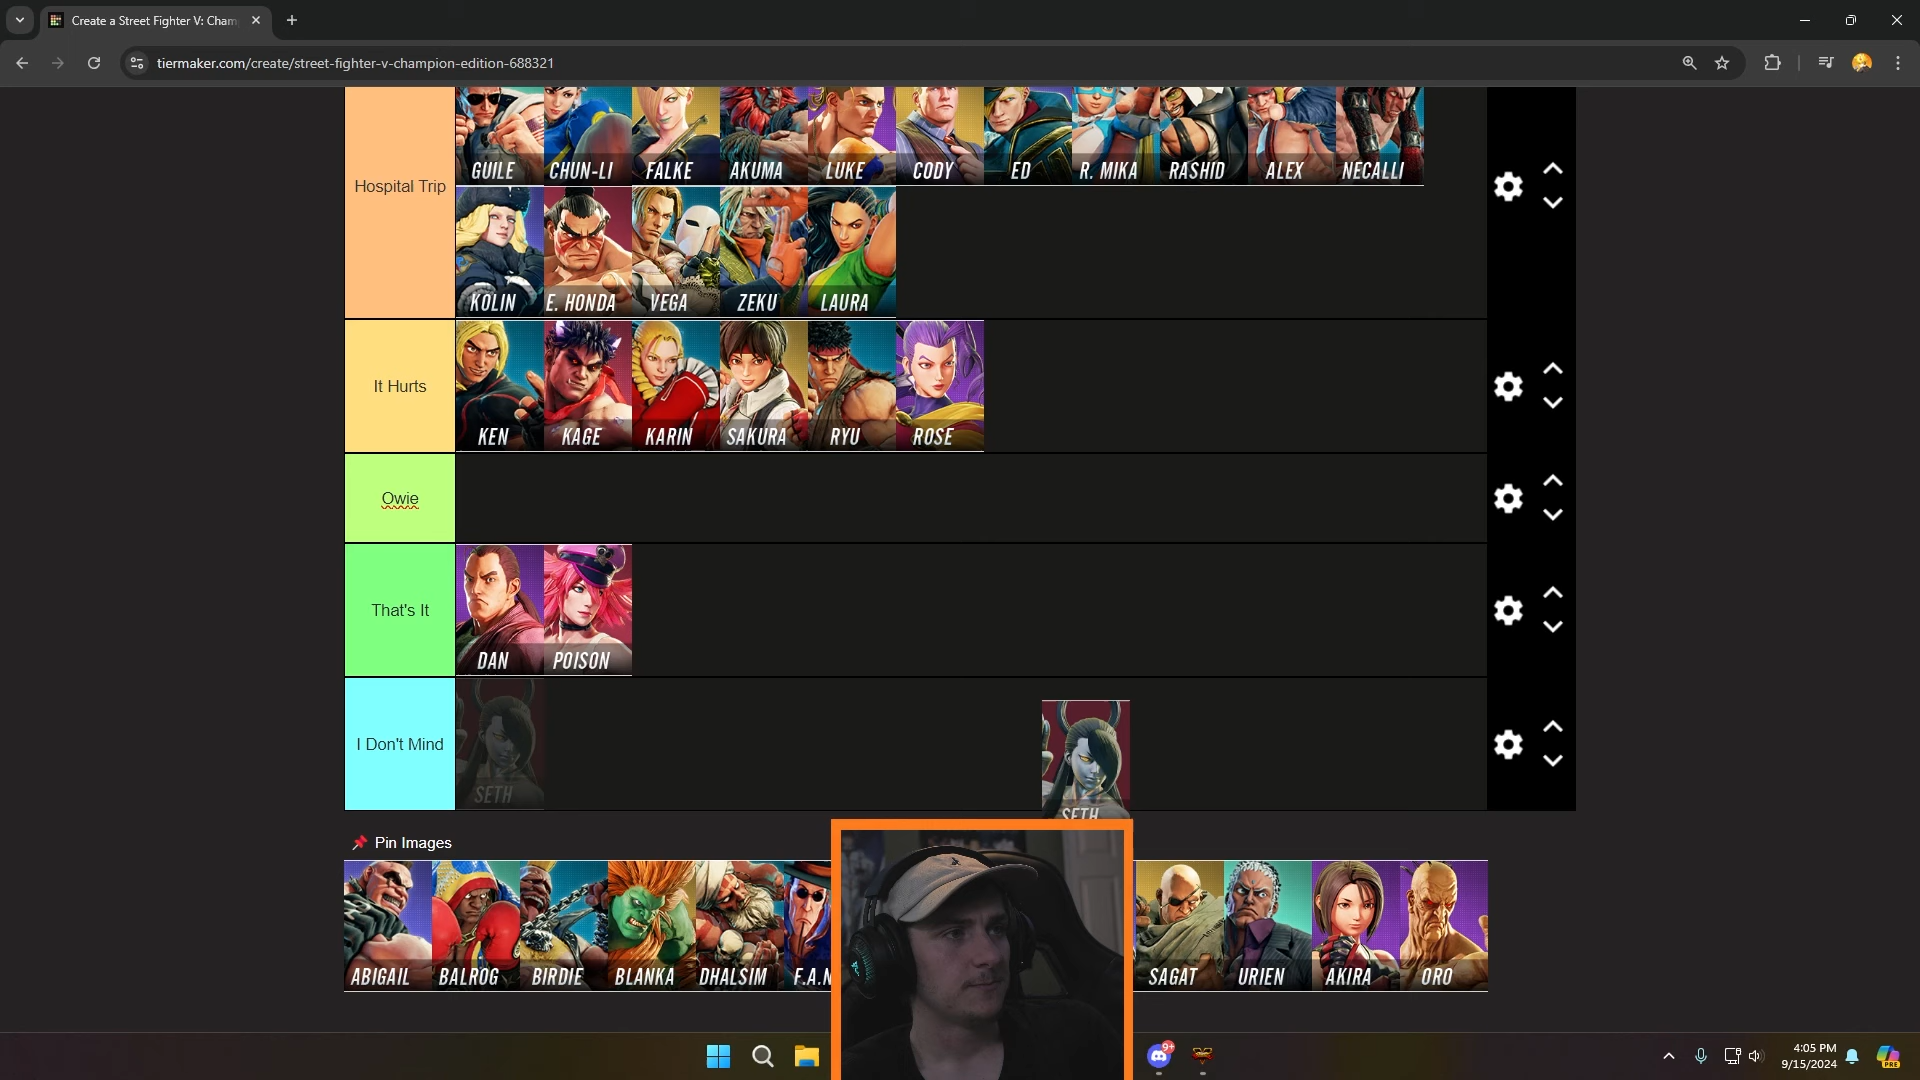 Create a Street Fighter V: Cham
tiermaker.com/create/street-fighter-v-champion-edition-688321
Hospital Trip
GUILE CHUN-LI FALKE AKUMA LUKE CODY ED R. MIKA RASHID ALEX NECALLI
KOLIN E. HONDA VEGA ZEKU LAURA
It Hurts
KEN KAGE KARIN SAKURA RYU ROSE
Owie
That's It
DAN POISON
I Don't Mind
SETH SETH
Pin Images
ABIGAIL BALROG BIRDIE BLANKA DHALSIM F.A.N SAGAT URIEN AKIRA ORO
9+
4:05 PM
9/15/2024
PRE